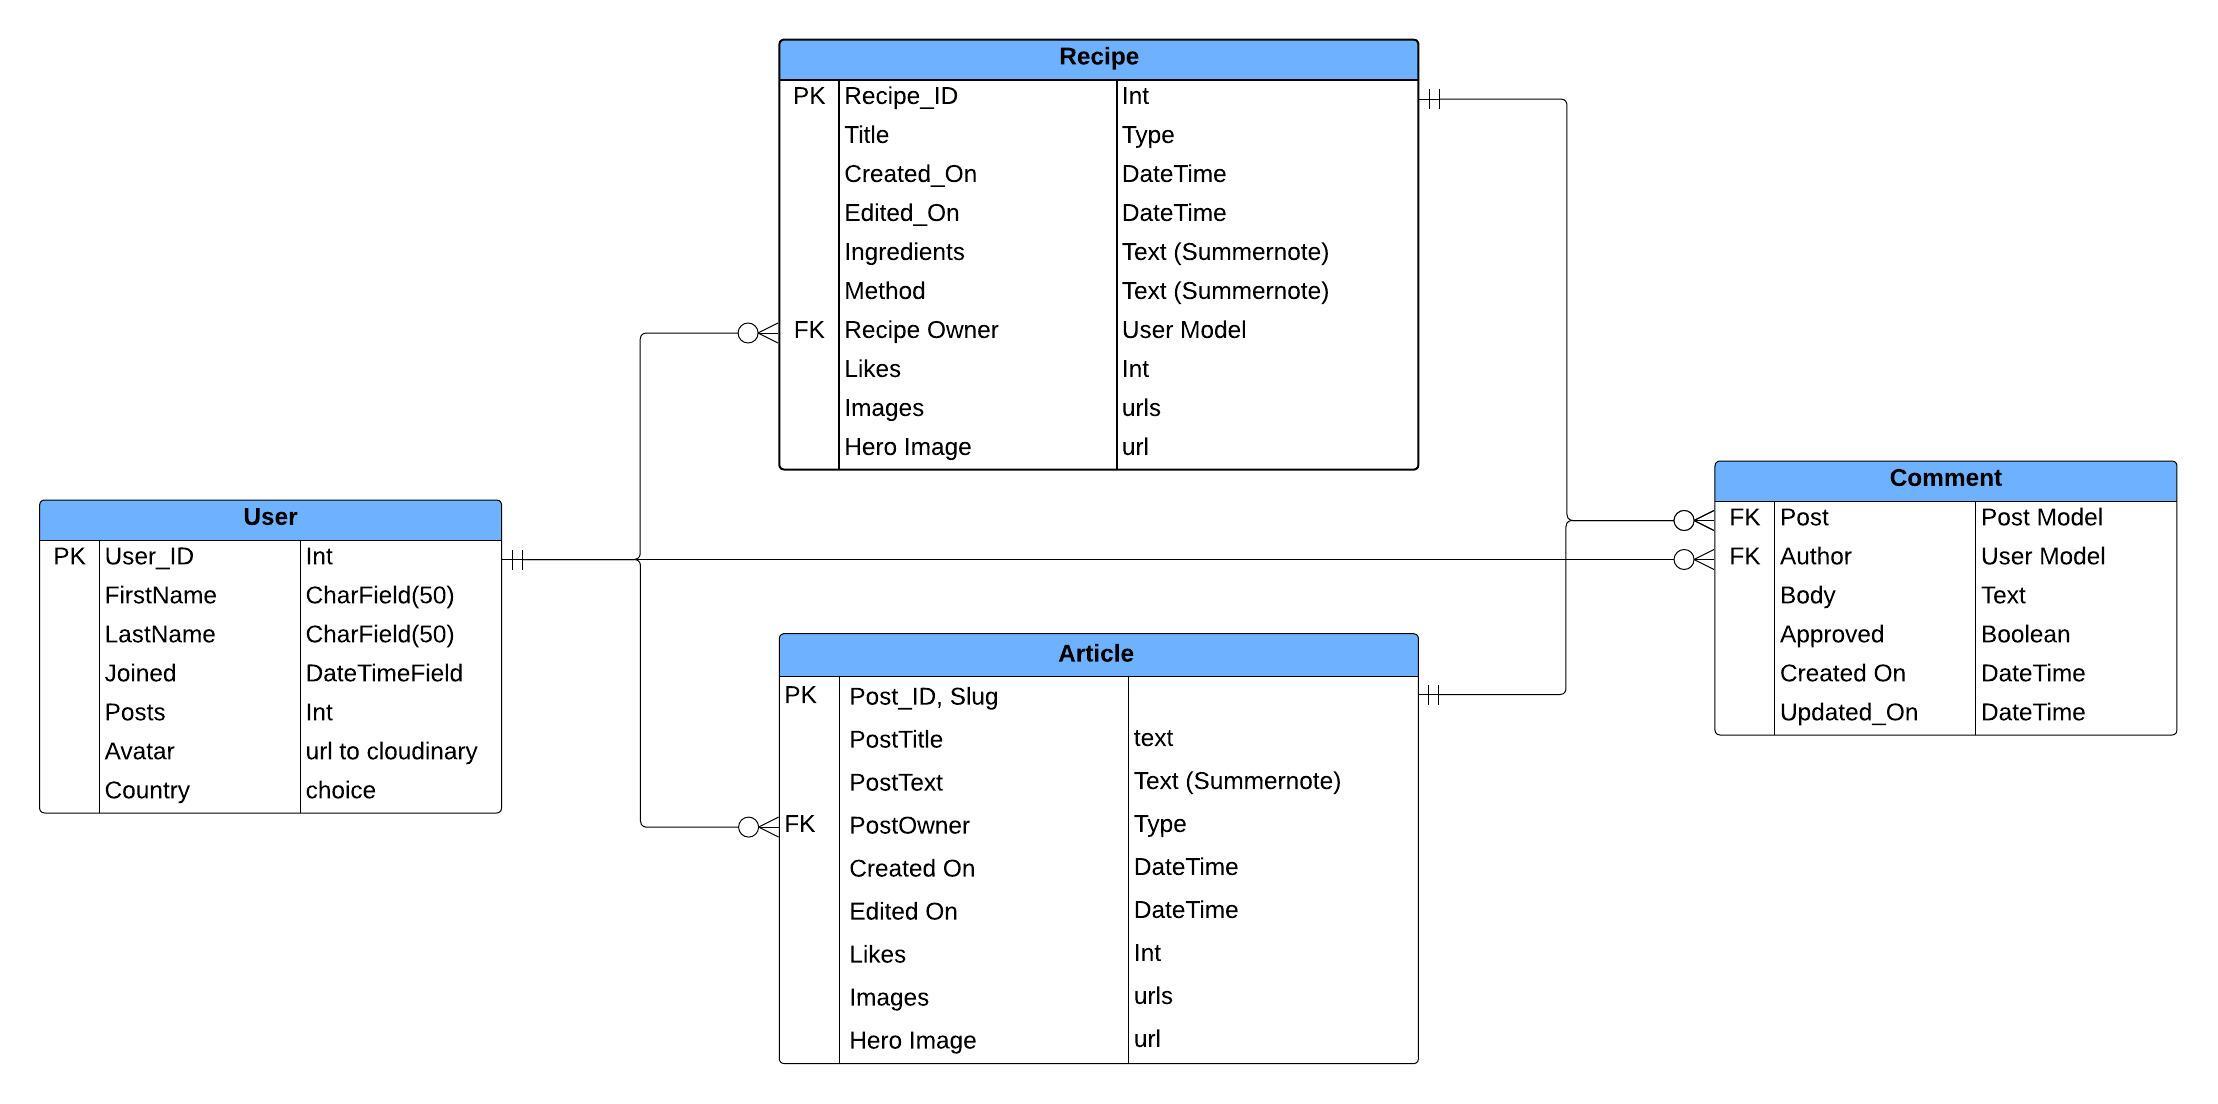 Recipe
PK Recipe_ID Int
Title Type
Created_On DateTime
Edited_On DateTime
Ingredients Text (Summernote)
Method Text (Summernote)
FK Recipe Owner User Model
Likes Int
Images urls
Hero Image url
User
PK User_ID Int
FirstName CharField(50)
LastName CharField(50)
Joined DateTimeField
Posts Int
Avatar url to cloudinary
Country choice
Article
PK Post_ID, Slug
PostTitle text
PostText Text (Summernote)
FK PostOwner Type
Created On DateTime
Edited On DateTime
Likes Int
Images urls
Hero Image url
Comment
FK Post Post Model
FK Author User Model
Body Text
Approved Boolean
Created On DateTime
Updated_On DateTime